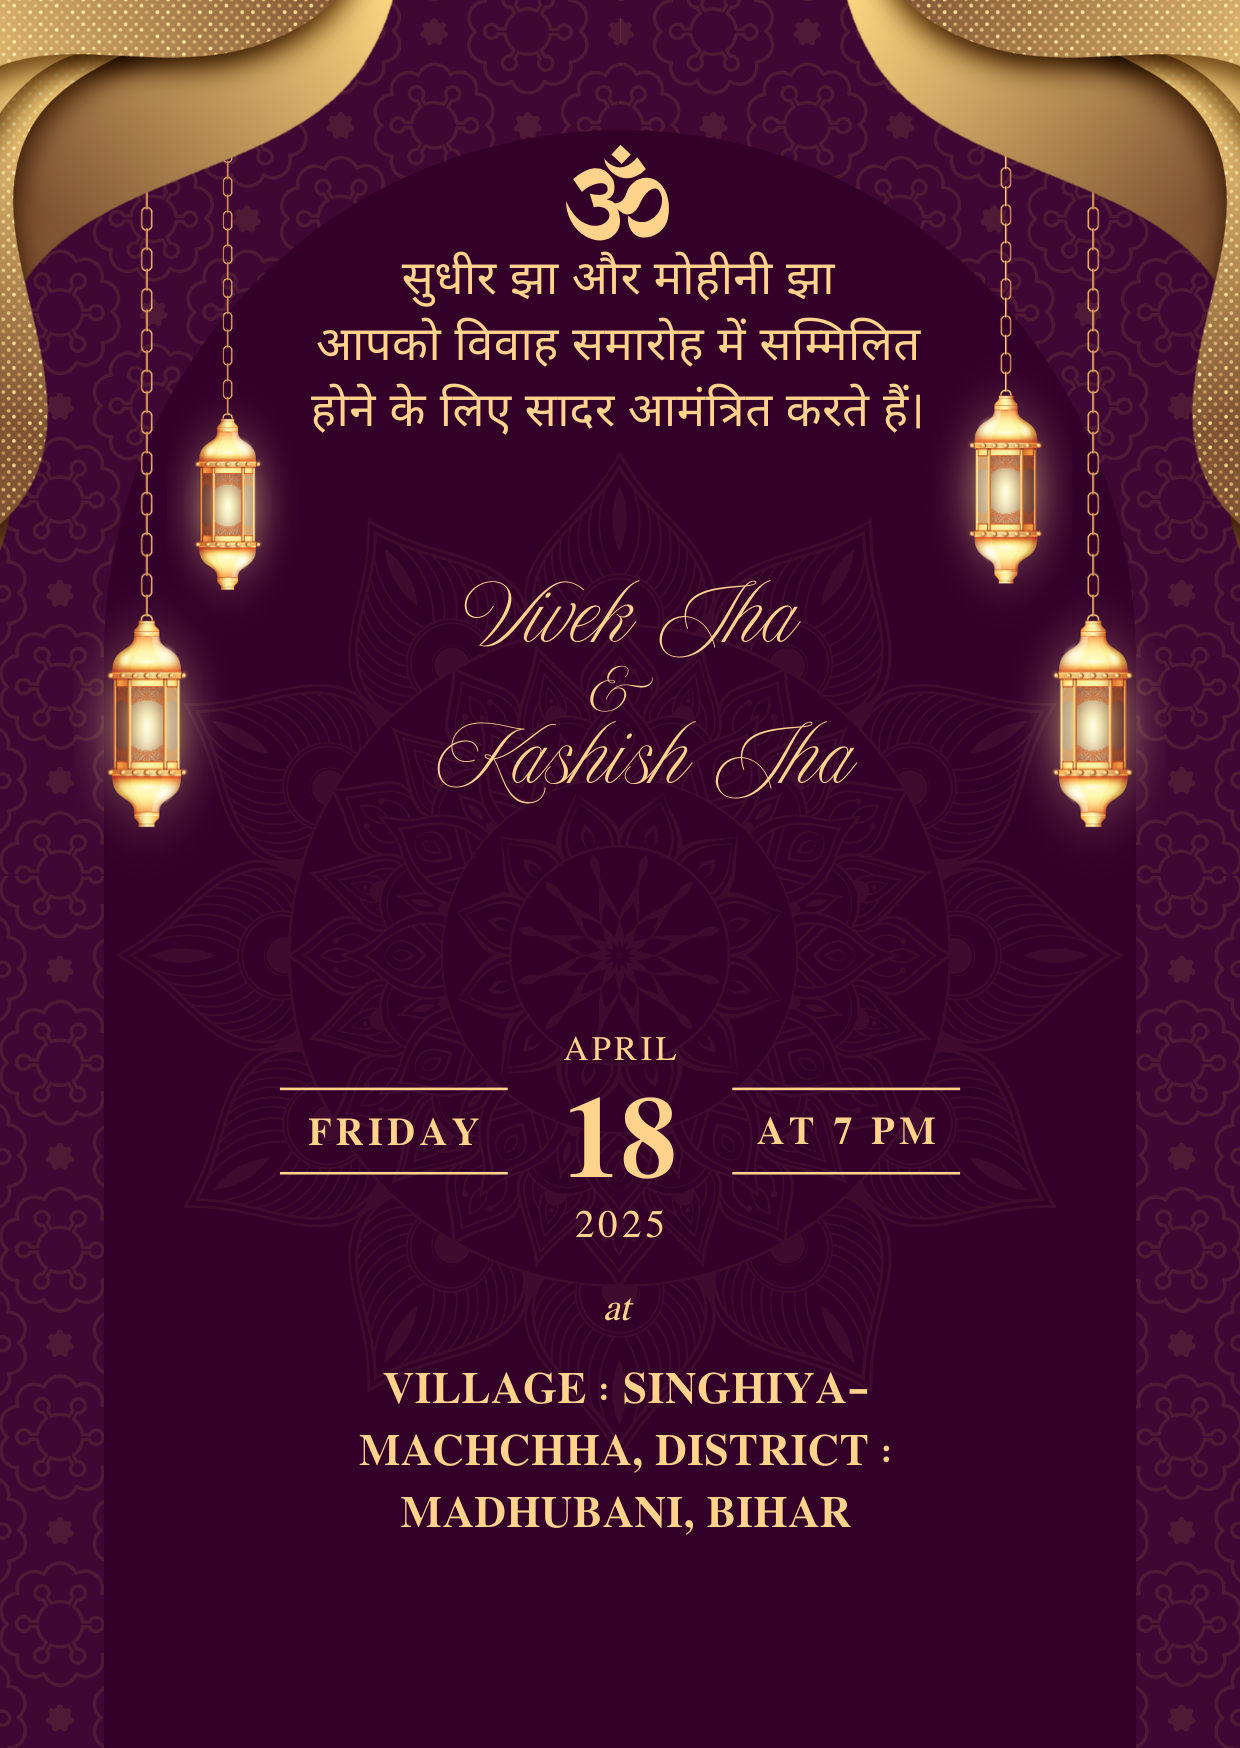 ॐ
सुधीर झा और मोहीनी झा
आपको विवाह समारोह में सम्मिलित
होने के लिए सादर आमंत्रित करते हैं।
Vivek Jha
&
Kashish Jha
APRIL
FRIDAY
18
AT 7 PM
2025
at
VILLAGE : SINGHIYA-
MACHCHHA, DISTRICT :
MADHUBANI, BIHAR